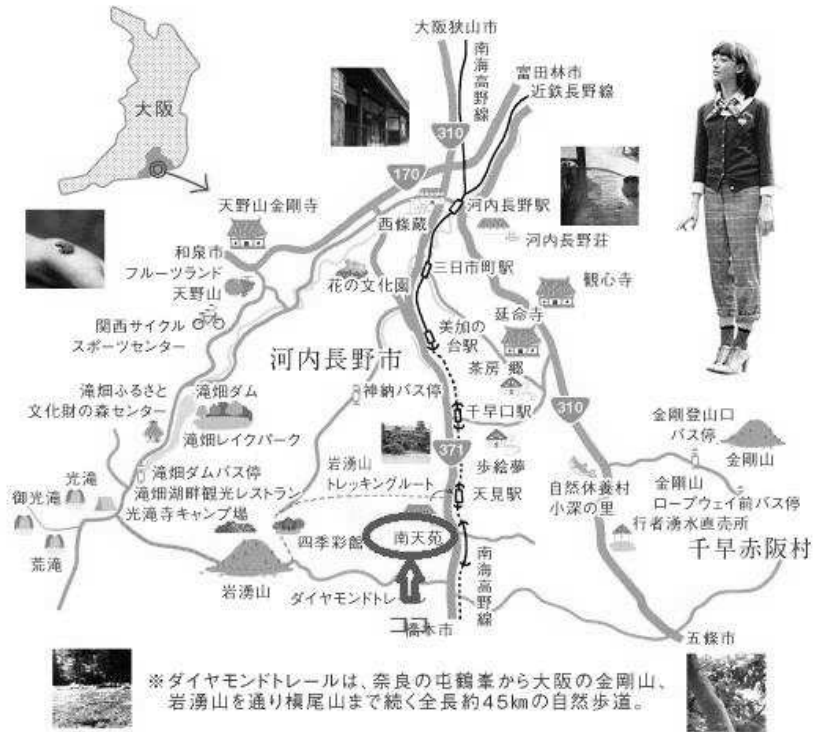 大阪狭山市
南海高野線
富田林市
近鉄長野線
大阪
310
170
天野山金剛寺
河内長野駅
西條蔵
河内長野荘
和泉市
フルーツランド
天野山
三日市町駅
花の文化園
観心寺
延命寺
関西サイクル
スポーツセンター
美加の
台駅
河内長野市
茶房 郷
滝畑ふるさと
文化財の森センター
滝畑ダム
神納バス停
千早口駅
310
金剛登山口
バス停
滝畑レイクパーク
金剛山
371
歩絵夢
岩湧山
トレッキングルート
光滝
滝畑ダムバス停
天見駅
自然休養村
小深の里
金剛山
ロープウェイ前バス停
御光滝
滝畑湖畔観光レストラン
光滝寺キャンプ場
行者湧水直売所
四季彩館
南天苑
荒滝
千早赤阪村
南海高野線
岩湧山
ダイヤモンドトレール
ココ
橋本市
五條市
※ダイヤモンドトレールは、奈良の屯鶴峯から大阪の金剛山、
岩湧山を通り槇尾山まで続く全長約45kmの自然歩道。